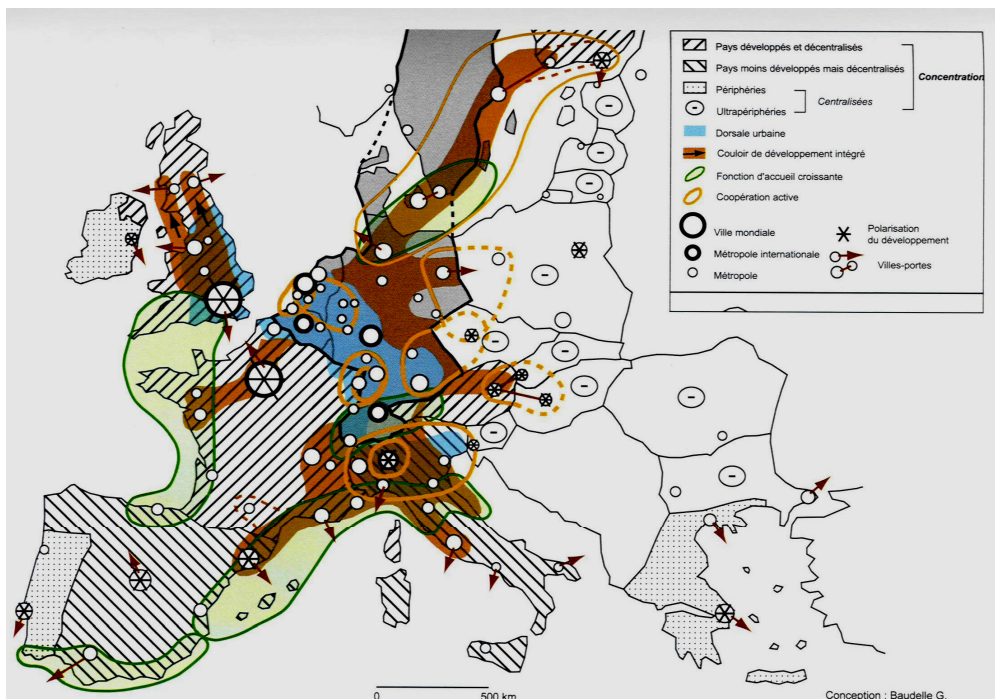 Pays développés et décentralisés
Pays moins développés mais décentralisés
Concentration
Périphéries
Ultrapériphéries
Centralisées
Dorsale urbaine
Couloir de développement intégré
Fonction d'accueil croissante
Coopération active
Ville mondiale
Métropole internationale
Métropole
Polarisation
du développement
Villes-portes
0
500 km
Conception : Baudelle G.